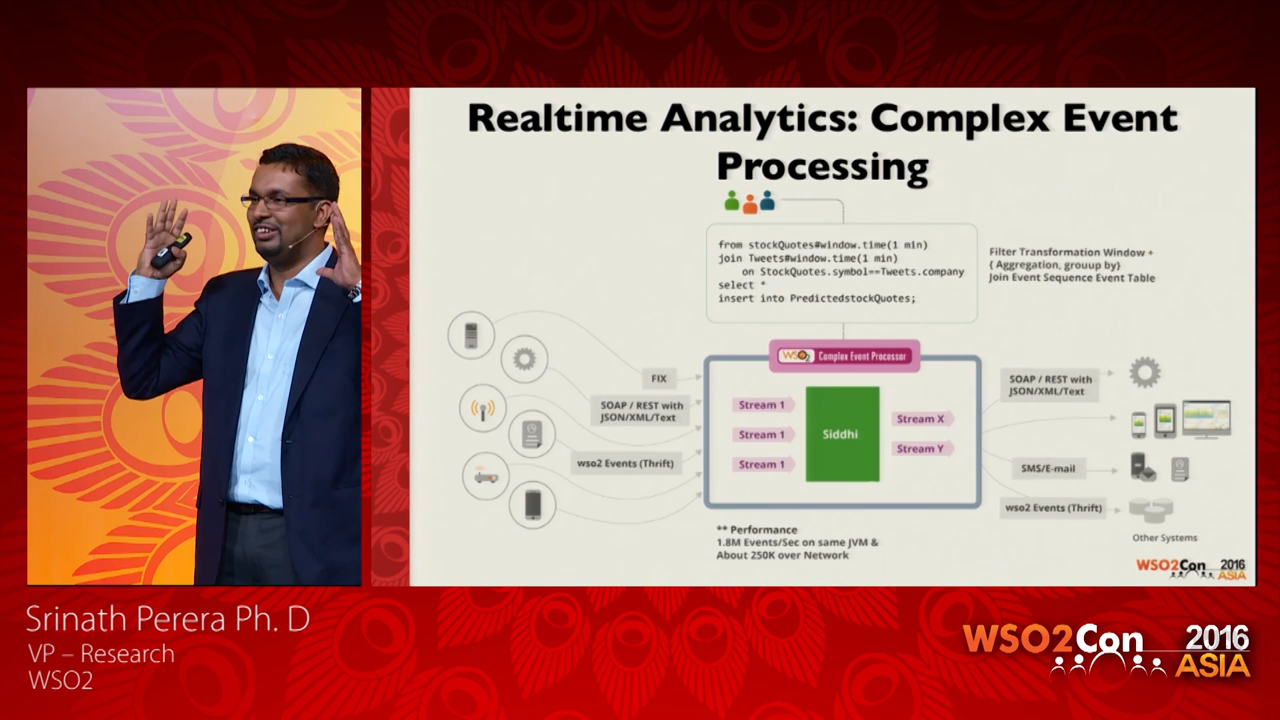 Realtime Analytics: Complex Event
Processing
from stockQuotes#window.time(1 min)
join Tweets#window.time(1 min)
on StockQuotes.symbol==Tweets.company
select *
insert into PredictedstockQuotes;
Filter Transformation Window +
{ Aggregation, grouup by}
Join Event Sequence Event Table
WSO2 Complex Event Processor
FIX
SOAP / REST with
JSON/XML/Text
wso2 Events (Thrift)
Stream 1
Stream 1
Stream 1
Siddhi
Stream X
Stream Y
SOAP / REST with
JSON/XML/Text
SMS/E-mail
wso2 Events (Thrift)
Other Systems
** Performance
1.8M Events/Sec on same JVM &
About 250K over Network
WSO2Con 2016
ASIA
Srinath Perera Ph. D
VP – Research
WSO2
WSO2Con 2016
ASIA